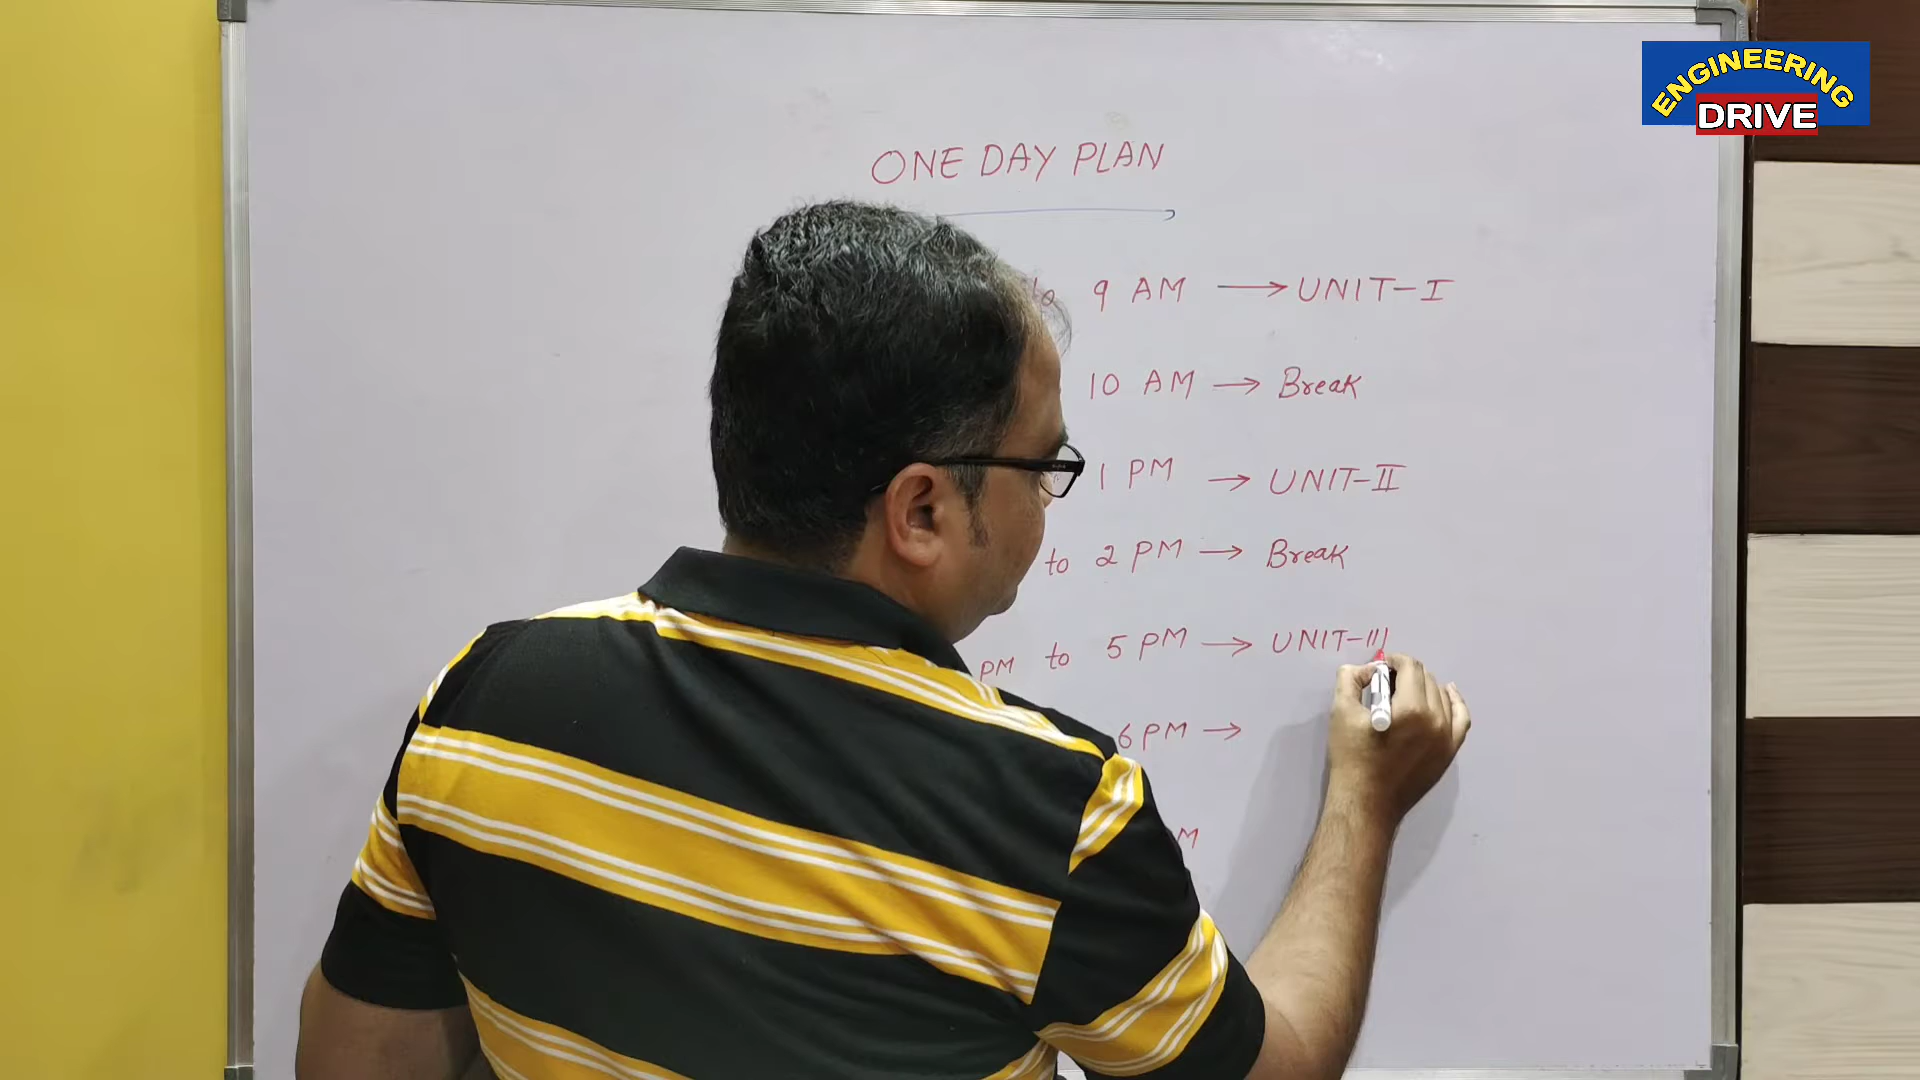 ENGINEERING
DRIVE
ONE DAY PLAN
to 9 AM → UNIT-I
10 AM → Break
1 PM → UNIT-II
to 2 PM → Break
PM to 5 PM → UNIT-III
6 PM →
M